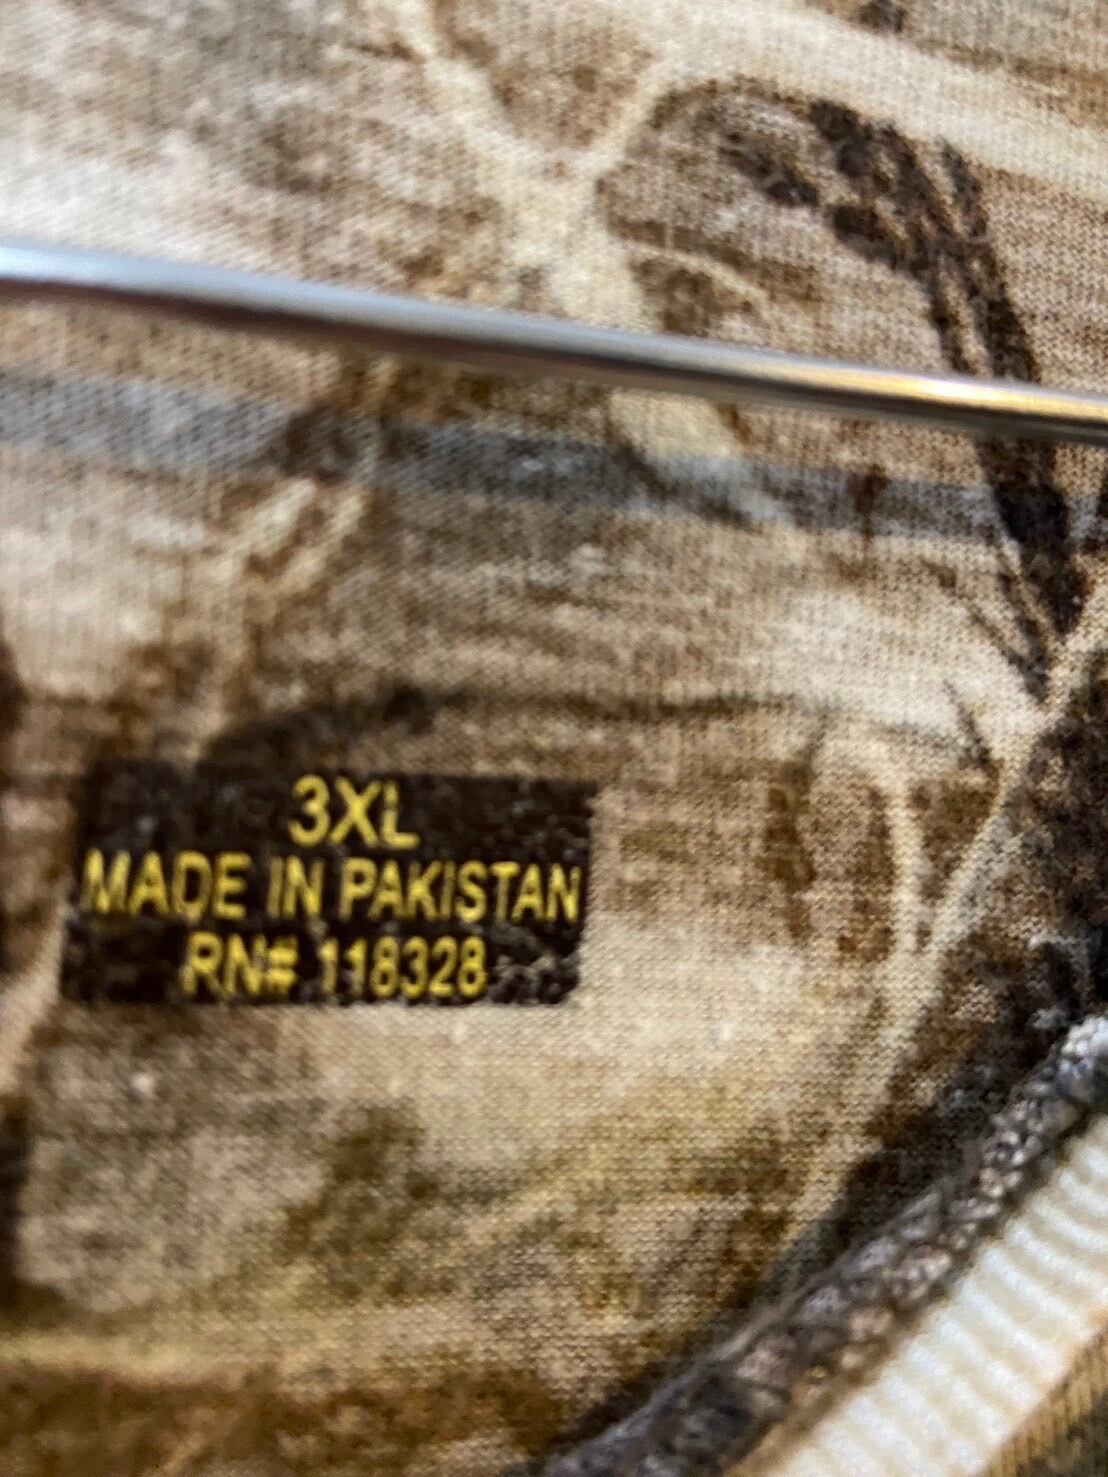 3XL
MADE IN PAKISTAN
RN# 118328